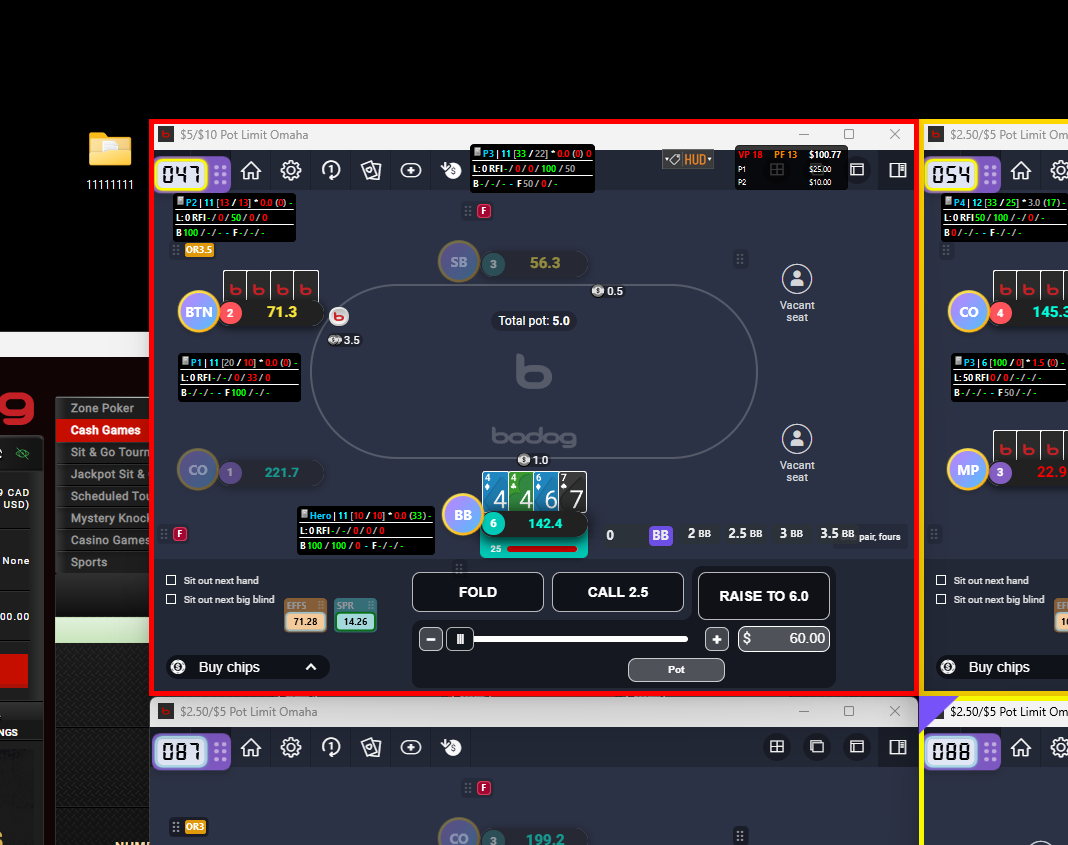 11111111
$5/$10 Pot Limit Omaha
$2.50/$5 Pot Limit Om
047
P3 | 11 [33 / 22] * 0.0 (0) 0
L: 0 RFI - / 0 / 0 / 100 / 50
B - / - / - - F 50 / 0 / -
HUD
VP 18 PF 13 $100.77
P1 $25.00
P2 $10.00
054
P2 | 11 [13 / 13] * 0.0 (0) -
L: 0 RFI - / 0 / 50 / 0 / 0
B 100 / - / - - F - / - / -
F
P4 | 12 [33 / 25] * 3.0 (17) -
L: 0 RFI 50 / 100 / - / 0 / -
B 0 / - / - - F - / - / -
OR3.5
SB 3 56.3
BTN 2 71.3
0.5
Vacant seat
CO 4 145.3
Total pot: 5.0
3.5
P1 | 11 [20 / 10] * 0.0 (0) -
L: 0 RFI - / - / 0 / 33 / 0
B - / - / - - F 100 / - / -
P3 | 6 [100 / 0] * 1.5 (0) -
L: 50 RFI 0 / 0 / - / - / -
B - / - / - - F 50 / - / -
b
bodog
Zone Poker
Cash Games
Sit & Go Tourn
Jackpot Sit &
Scheduled Tou
Mystery Knock
Casino Games
Sports
9 CAD
USD)
None
00.00
NGS
CO 1 221.7
1.0
Vacant seat
MP 3 22.9
4 4 6 7
4 4 6 7
BB 6 142.4
25
Hero | 11 [10 / 10] * 0.0 (33) -
L: 0 RFI - / - / 0 / 0 / 0
B 100 / 100 / 0 - F - / - / -
F
0 BB 2 BB 2.5 BB 3 BB 3.5 BB pair, fours
Sit out next hand
Sit out next big blind
EFFS
71.28
SPR
14.26
FOLD
CALL 2.5
RAISE TO 6.0
$ 60.00
Pot
Buy chips
Sit out next hand
Sit out next big blind
Buy chips
$2.50/$5 Pot Limit Omaha
$2.50/$5 Pot Limit Om
087
088
F
OR3
CO 3 199.2